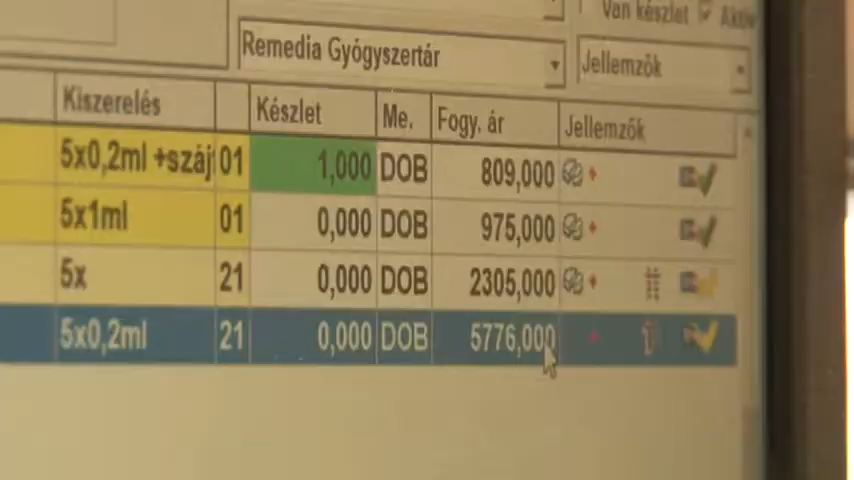 Van készlet Aktív
Remedia Gyógyszertár Jellemzők
Kiszerelés Készlet Me. Fogy. ár Jellemzők
5x0,2ml +száj 01 1,000 DOB 809,000
5x1ml 01 0,000 DOB 975,000
5x 21 0,000 DOB 2305,000
5x0,2ml 21 0,000 DOB 5776,000